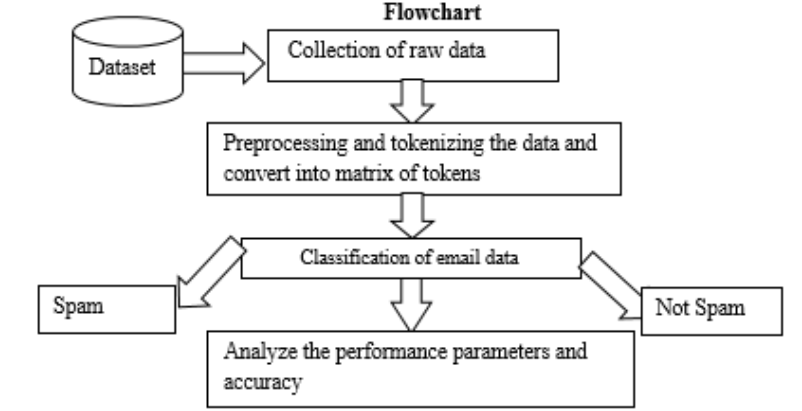 Flowchart
Dataset
Collection of raw data
Preprocessing and tokenizing the data and
convert into matrix of tokens
Classification of email data
Spam
Not Spam
Analyze the performance parameters and
accuracy